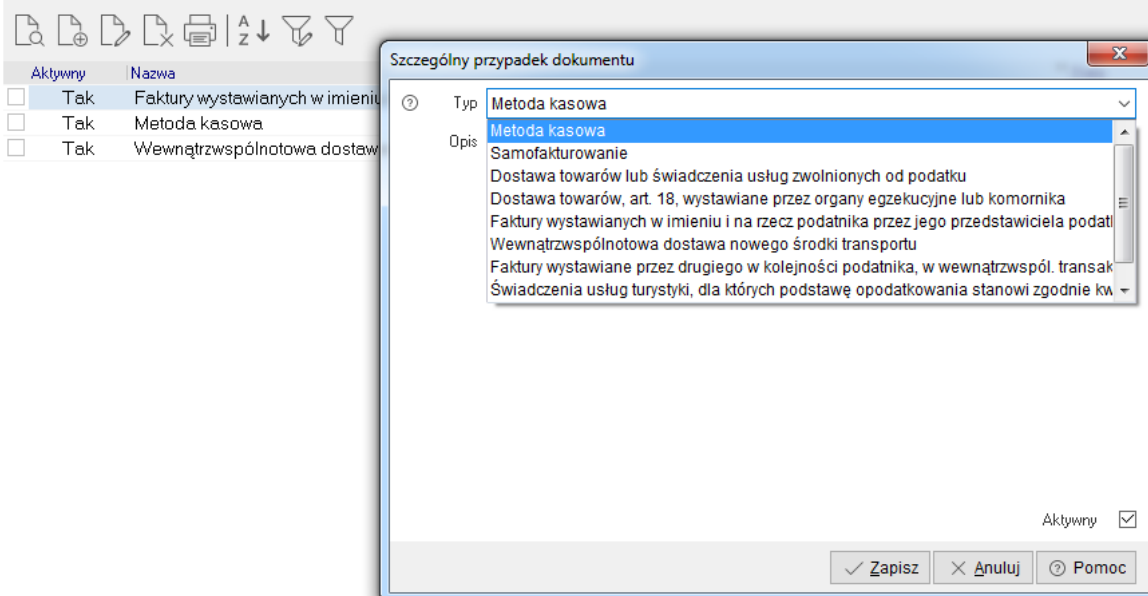 Szczególny przypadek dokumentu
Aktywny Nazwa
Tak Faktury wystawianych w imieniu
Tak Metoda kasowa
Tak Wewnątrzwspólnotowa dostaw
Typ Metoda kasowa
Opis
Metoda kasowa
Samofakturowanie
Dostawa towarów lub świadczenia usług zwolnionych od podatku
Dostawa towarów, art. 18, wystawiane przez organy egzekucyjne lub komornika
Faktury wystawianych w imieniu i na rzecz podatnika przez jego przedstawiciela podatk
Wewnątrzwspólnotowa dostawa nowego środki transportu
Faktury wystawiane przez drugiego w kolejności podatnika, w wewnątrzwspól. transak
Świadczenia usług turystyki, dla których podstawę opodatkowania stanowi zgodnie kw
Aktywny
Zapisz Anuluj Pomoc